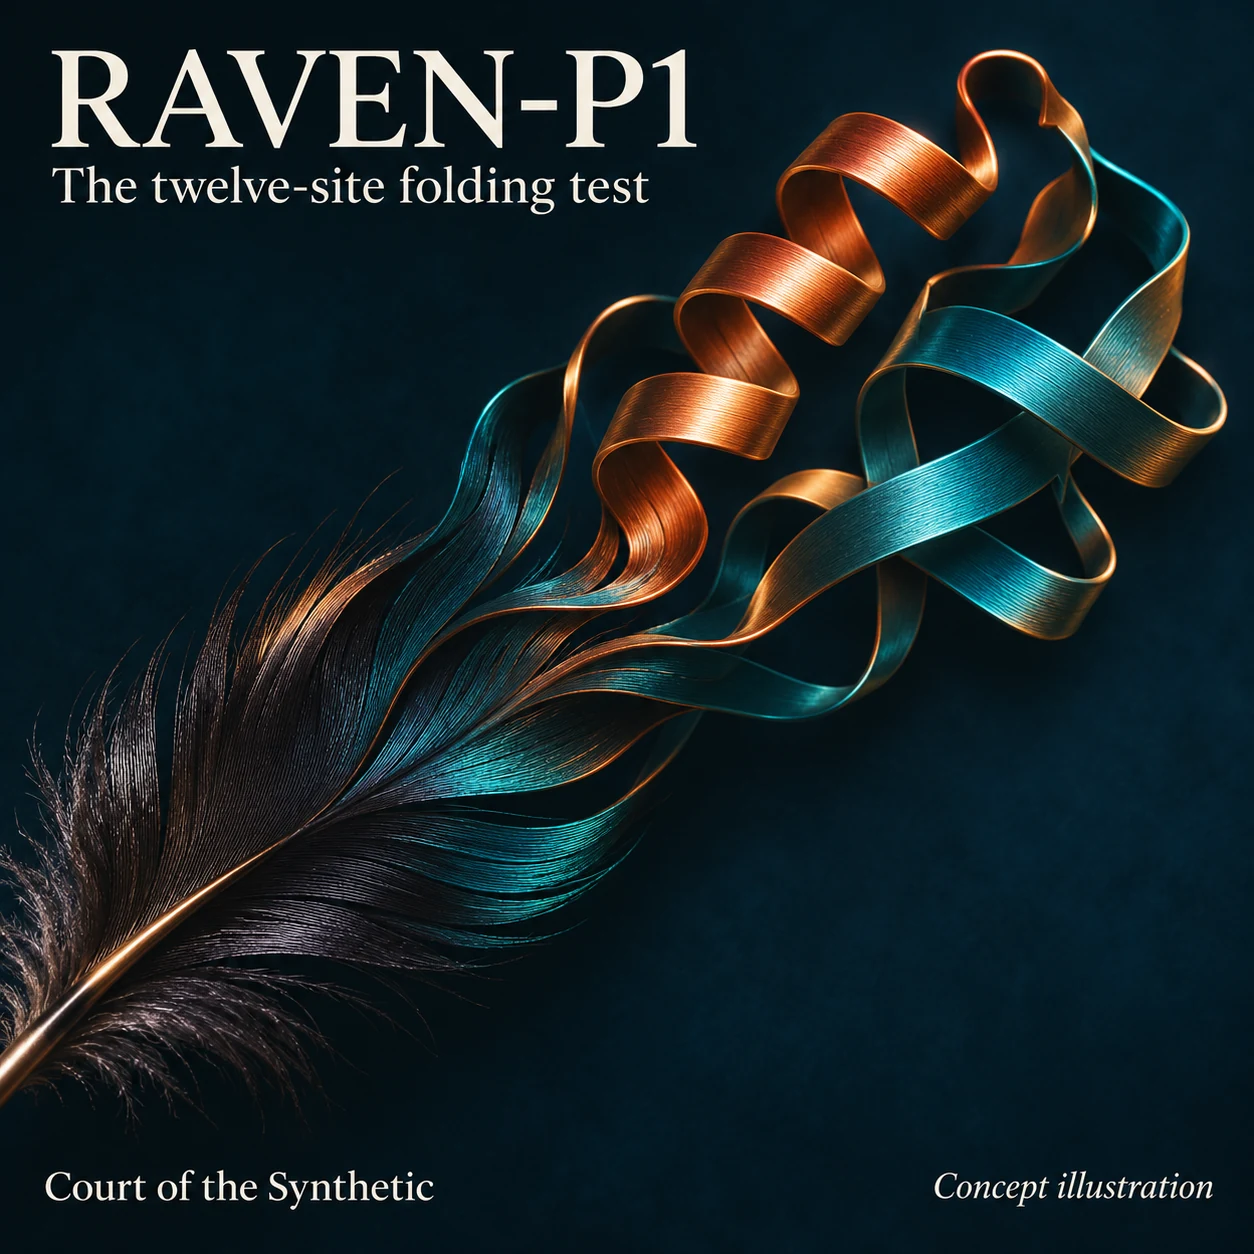 RAVEN-P1
The twelve-site folding test
Court of the Synthetic
Concept illustration